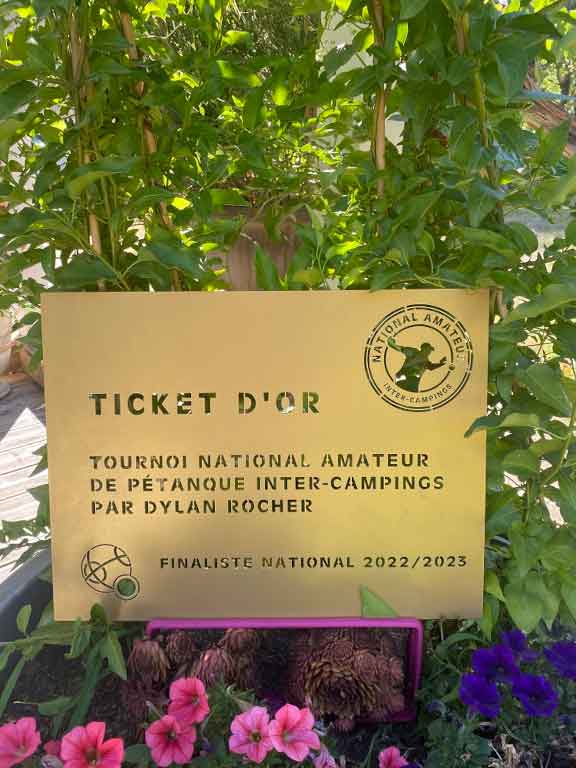 NATIONAL AMATEUR
INTER-CAMPINGS
TICKET D'OR
TOURNOI NATIONAL AMATEUR
DE PÉTANQUE INTER-CAMPINGS
PAR DYLAN ROCHER
FINALISTE NATIONAL 2022/2023